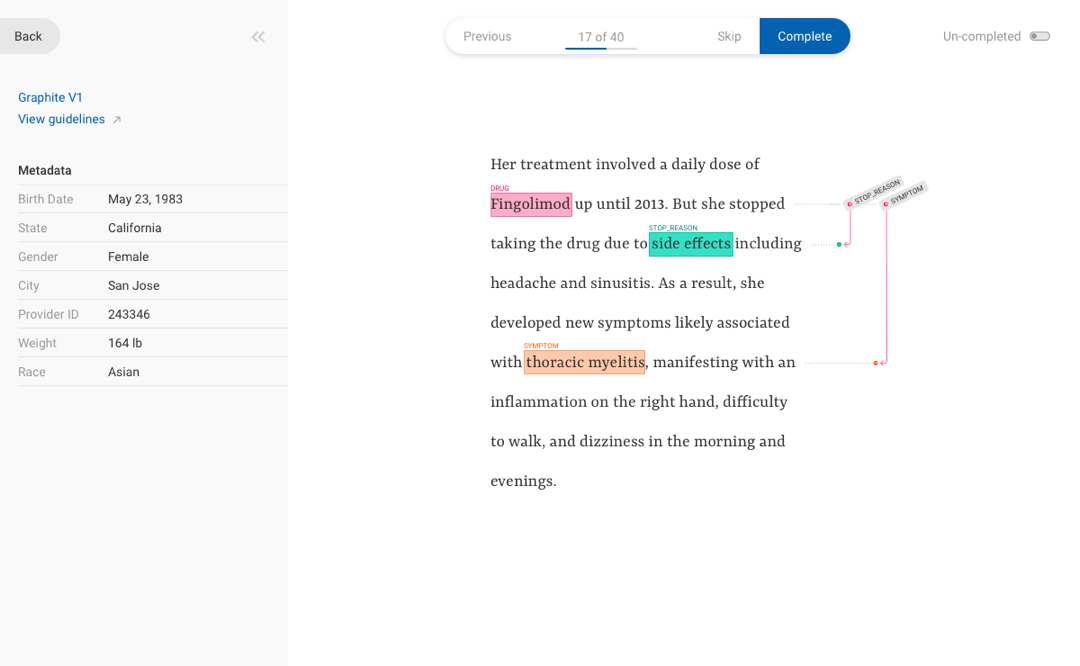 Back
Previous
17 of 40
Skip
Complete
Un-completed
Graphite V1
View guidelines
Metadata
Birth Date May 23, 1983
State California
Gender Female
City San Jose
Provider ID 243346
Weight 164 lb
Race Asian
Her treatment involved a daily dose of
DRUG
Fingolimod up until 2013. But she stopped
STOP_REASON
SYMPTOM
STOP_REASON
taking the drug due to side effects including
headache and sinusitis. As a result, she
developed new symptoms likely associated
SYMPTOM
with thoracic myelitis, manifesting with an
inflammation on the right hand, difficulty
to walk, and dizziness in the morning and
evenings.